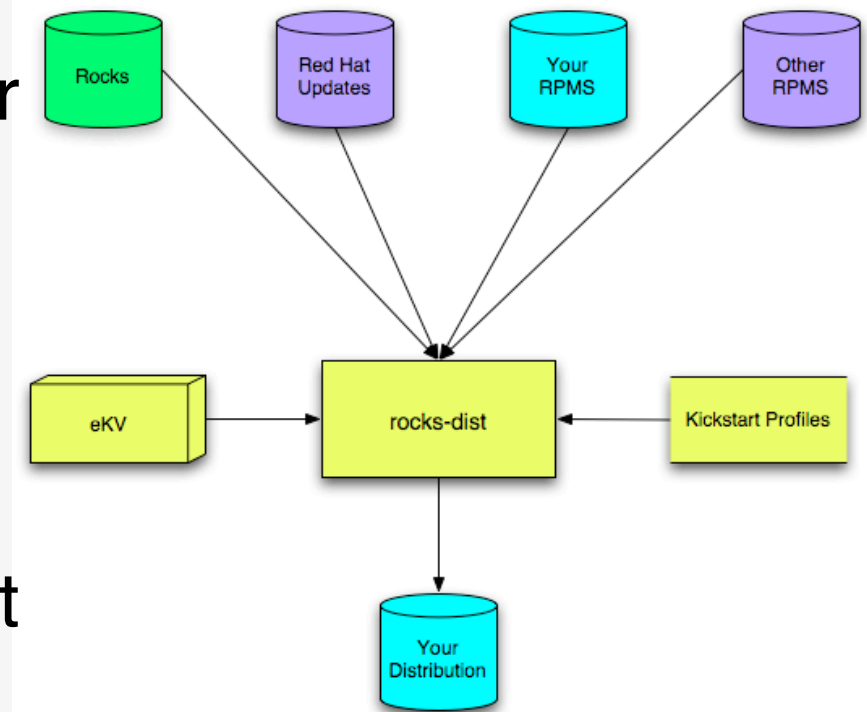 r
Rocks
Red Hat
Updates
Your
RPMS
Other
RPMS
eKV
rocks-dist
Kickstart Profiles
t
Your
Distribution